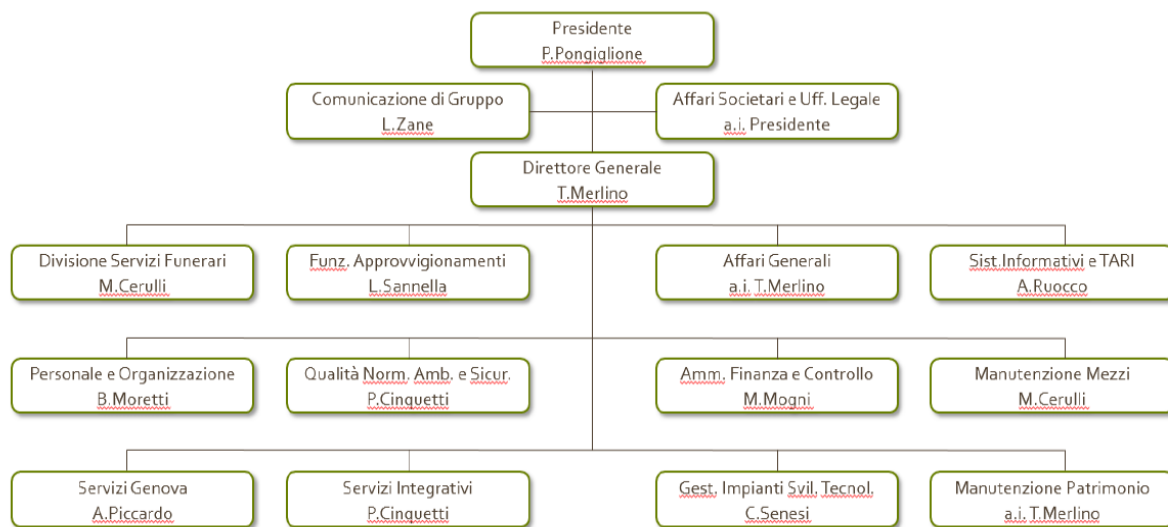 Presidente
P.Pongiglione
Comunicazione di Gruppo
L.Zane
Affari Societari e Uff. Legale
a.i. Presidente
Direttore Generale
T.Merlino
Divisione Servizi Funerari
M.Cerulli
Funz. Approvvigionamenti
L.Sannella
Affari Generali
a.i. T.Merlino
Sist.Informativi e TARI
A.Ruocco
Personale e Organizzazione
B.Moretti
Qualità Norm. Amb. e Sicur.
P.Cinquetti
Amm. Finanza e Controllo
M.Mogni
Manutenzione Mezzi
M.Cerulli
Servizi Genova
A.Piccardo
Servizi Integrativi
P.Cinquetti
Gest. Impianti Svil. Tecnol.
C.Senesi
Manutenzione Patrimonio
a.i. T.Merlino